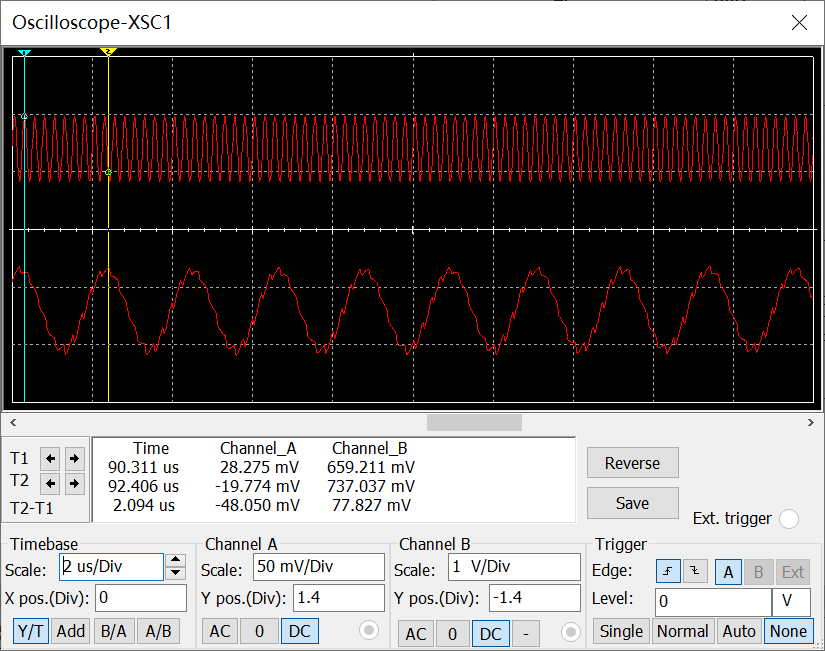 Oscilloscope-XSC1
1 2
Time Channel_A Channel_B
T1 90.311 us 28.275 mV 659.211 mV
T2 92.406 us -19.774 mV 737.037 mV
T2-T1 2.094 us -48.050 mV 77.827 mV
Reverse
Save
Ext. trigger
Timebase
Scale: 2 us/Div
X pos.(Div): 0
Y/T Add B/A A/B
Channel A
Scale: 50 mV/Div
Y pos.(Div): 1.4
AC 0 DC
Channel B
Scale: 1 V/Div
Y pos.(Div): -1.4
AC 0 DC -
Trigger
Edge: A B Ext
Level: 0 V
Single Normal Auto None